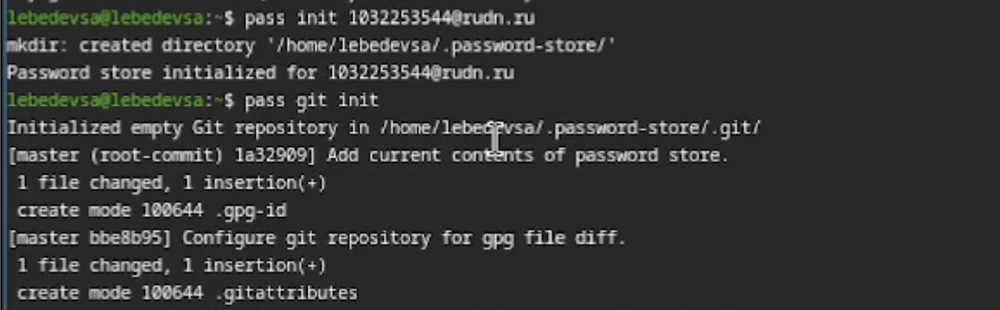 lebedevsa@lebedevsa:~$ pass init 1032253544@rudn.ru
mkdir: created directory '/home/lebedevsa/.password-store/'
Password store initialized for 1032253544@rudn.ru
lebedevsa@lebedevsa:~$ pass git init
Initialized empty Git repository in /home/lebedevsa/.password-store/.git/
[master (root-commit) 1a32909] Add current contents of password store.
 1 file changed, 1 insertion(+)
 create mode 100644 .gpg-id
[master bbe8b95] Configure git repository for gpg file diff.
 1 file changed, 1 insertion(+)
 create mode 100644 .gitattributes